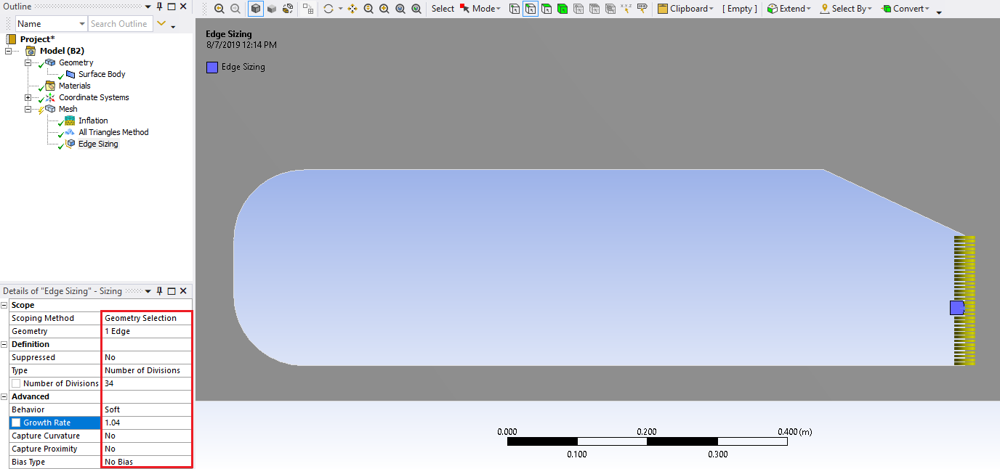 Outline
Name Search Outline
Project*
Model (B2)
Geometry
Surface Body
Materials
Coordinate Systems
Mesh
Inflation
All Triangles Method
Edge Sizing
Details of "Edge Sizing" - Sizing
Scope
Scoping Method Geometry Selection
Geometry 1 Edge
Definition
Suppressed No
Type Number of Divisions
Number of Divisions 34
Advanced
Behavior Soft
Growth Rate 1.04
Capture Curvature No
Capture Proximity No
Bias Type No Bias
Select Mode Clipboard [ Empty ] Extend Select By Convert
Edge Sizing
8/7/2019 12:14 PM
Edge Sizing
0.000 0.200 0.400 (m)
0.100 0.300